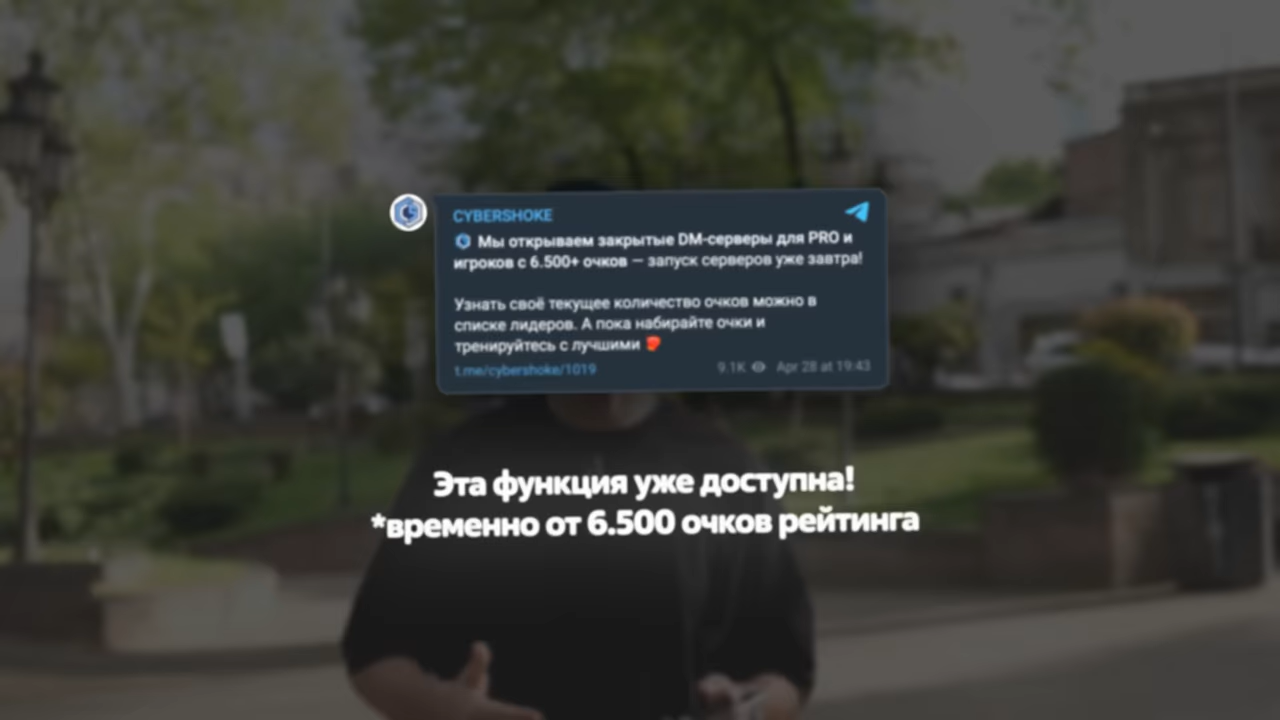 CYBERSHOKE
Мы открываем закрытые DM-серверы для PRO и
игроков с 6.500+ очков — запуск серверов уже завтра!
Узнать своё текущее количество очков можно в
списке лидеров. А пока набирайте очки и
тренируйтесь с лучшими
t.me/cybershoke/1019 9.1K Apr 28 at 19:43
Эта функция уже доступна!
*временно от 6.500 очков рейтинга